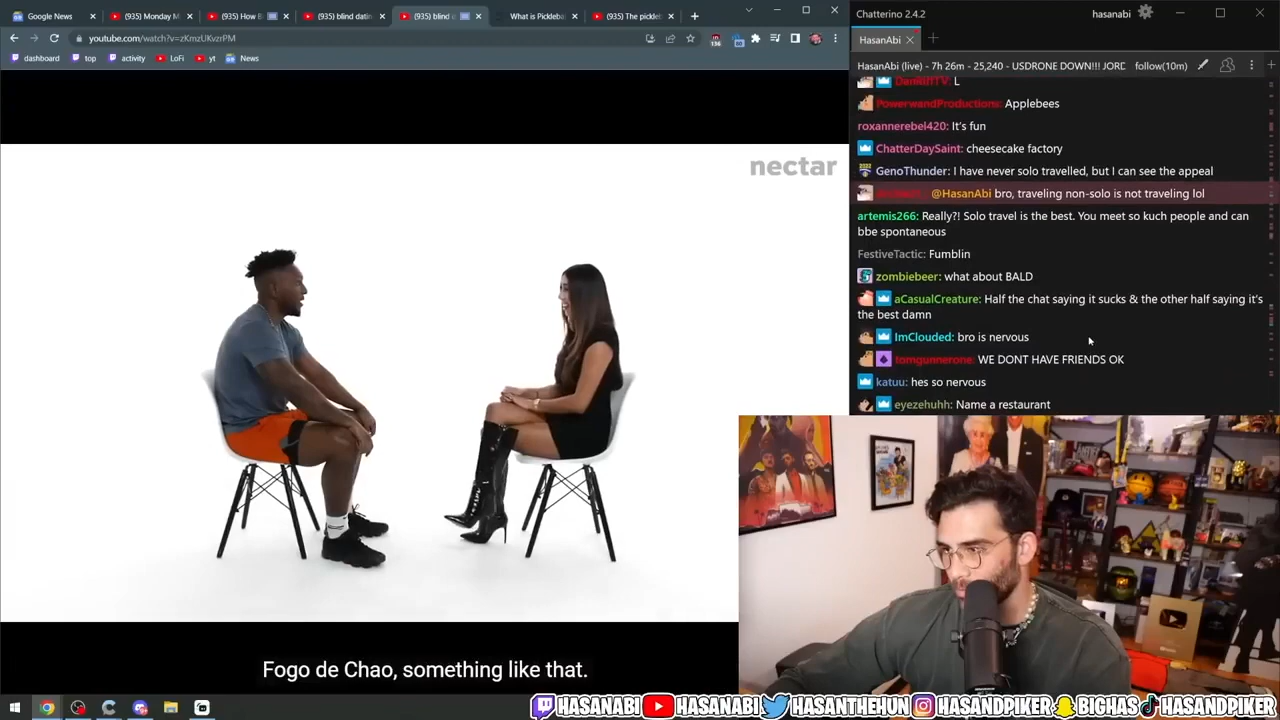 Google News
(935) Monday M
(935) How B
(935) blind datin
(935) blind d
What is Pickleba
(935) The pickleb
youtube.com/watch?v=zKmzUKvzrPM
dashboard
top
activity
LoFi
yt
News
nectar
Fogo de Chao, something like that.
Chatterino 2.4.2
hasanabi
HasanAbi
HasanAbi (live) - 7h 26m - 25,240 - USDRONE DOWN!!! JORD
follow(10m)
L
PowerwandProductions: Applebees
roxannerebel420: It's fun
ChatterDaySaint: cheesecake factory
GenoThunder: I have never solo travelled, but I can see the appeal
@HasanAbi bro, traveling non-solo is not traveling lol
artemis266: Really?! Solo travel is the best. You meet so kuch people and can
bbe spontaneous
FestiveTactic: Fumblin
zombiebeer: what about BALD
aCasualCreature: Half the chat saying it sucks & the other half saying it's
the best damn
ImClouded: bro is nervous
tomgunnerone: WE DONT HAVE FRIENDS OK
katuu: hes so nervous
eyezehuhh: Name a restaurant
HASANABI
HASANABI
HASANTHEHUN
HASANDPIKER
BIGHAS
HASANDPIKER